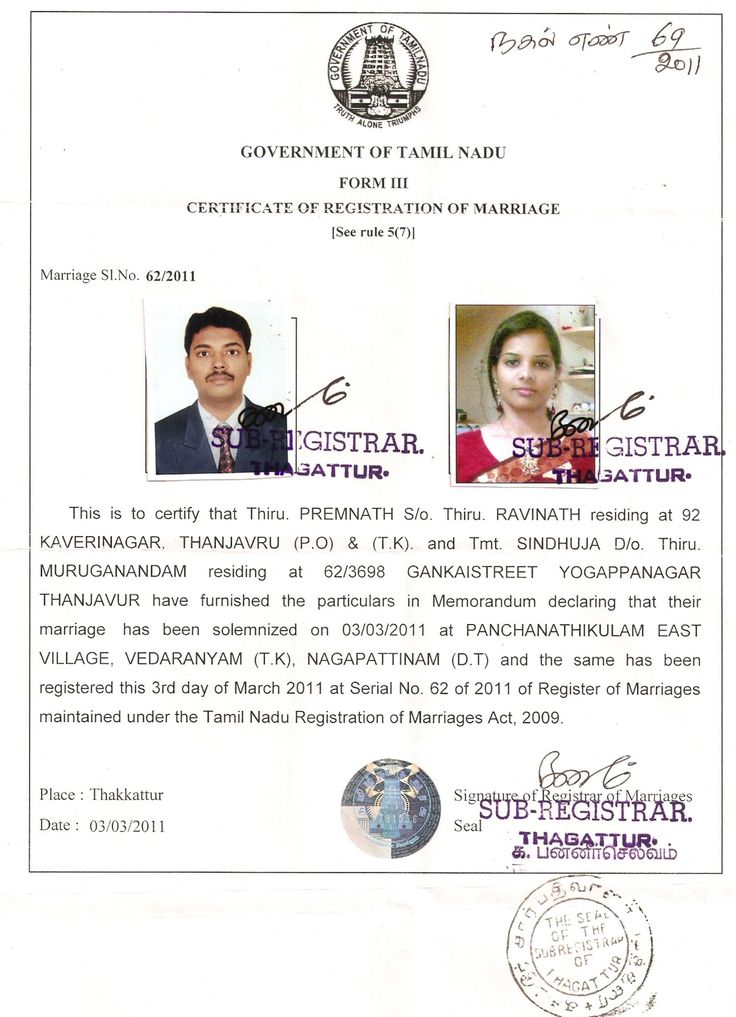 GOVERNMENT OF TAMILNADU
TRUTH ALONE TRIUMPHS
நகல் எண் 69/2011
GOVERNMENT OF TAMIL NADU
FORM III
CERTIFICATE OF REGISTRATION OF MARRIAGE
[See rule 5(7)]
Marriage Sl.No. 62/2011
SUB-REGISTRAR.
THAGATTUR.
SUB-REGISTRAR.
THAGATTUR.
This is to certify that Thiru. PREMNATH S/o. Thiru. RAVINATH residing at 92
KAVERINAGAR. THANJAVRU (P.O) & (T.K). and Tmt. SINDHUJA D/o. Thiru.
MURUGANANDAM residing at 62/3698 GANKAISTREET YOGAPPANAGAR
THANJAVUR have furnished the particulars in Memorandum declaring that their
marriage has been solemnized on 03/03/2011 at PANCHANATHIKULAM EAST
VILLAGE, VEDARANYAM (T.K), NAGAPATTINAM (D.T) and the same has been
registered this 3rd day of March 2011 at Serial No. 62 of 2011 of Register of Marriages
maintained under the Tamil Nadu Registration of Marriages Act, 2009.
Place : Thakkattur
Date : 03/03/2011
Signature of Registrar of Marriages
SUB-REGISTRAR.
Seal
THAGATTUR.
க. பன்னாசெல்வம்
THE SEAL
OF THE
SUBREGISTRAR
OF
THAGATTUR